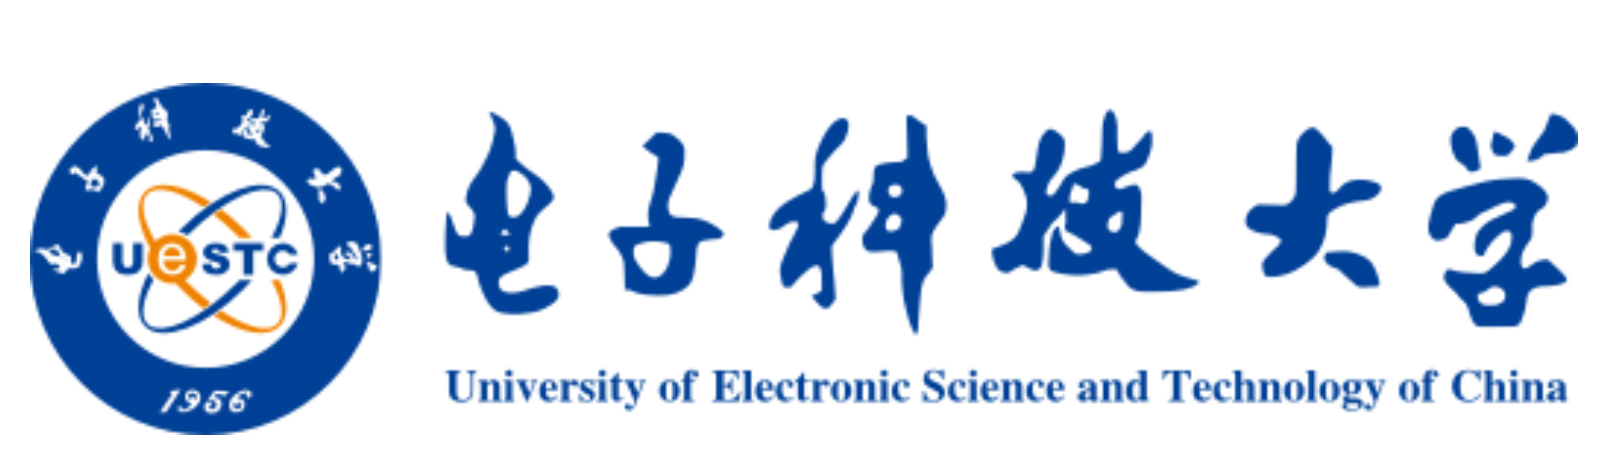 电子科技大学
UeSTC
1956
电子科技大学
University of Electronic Science and Technology of China